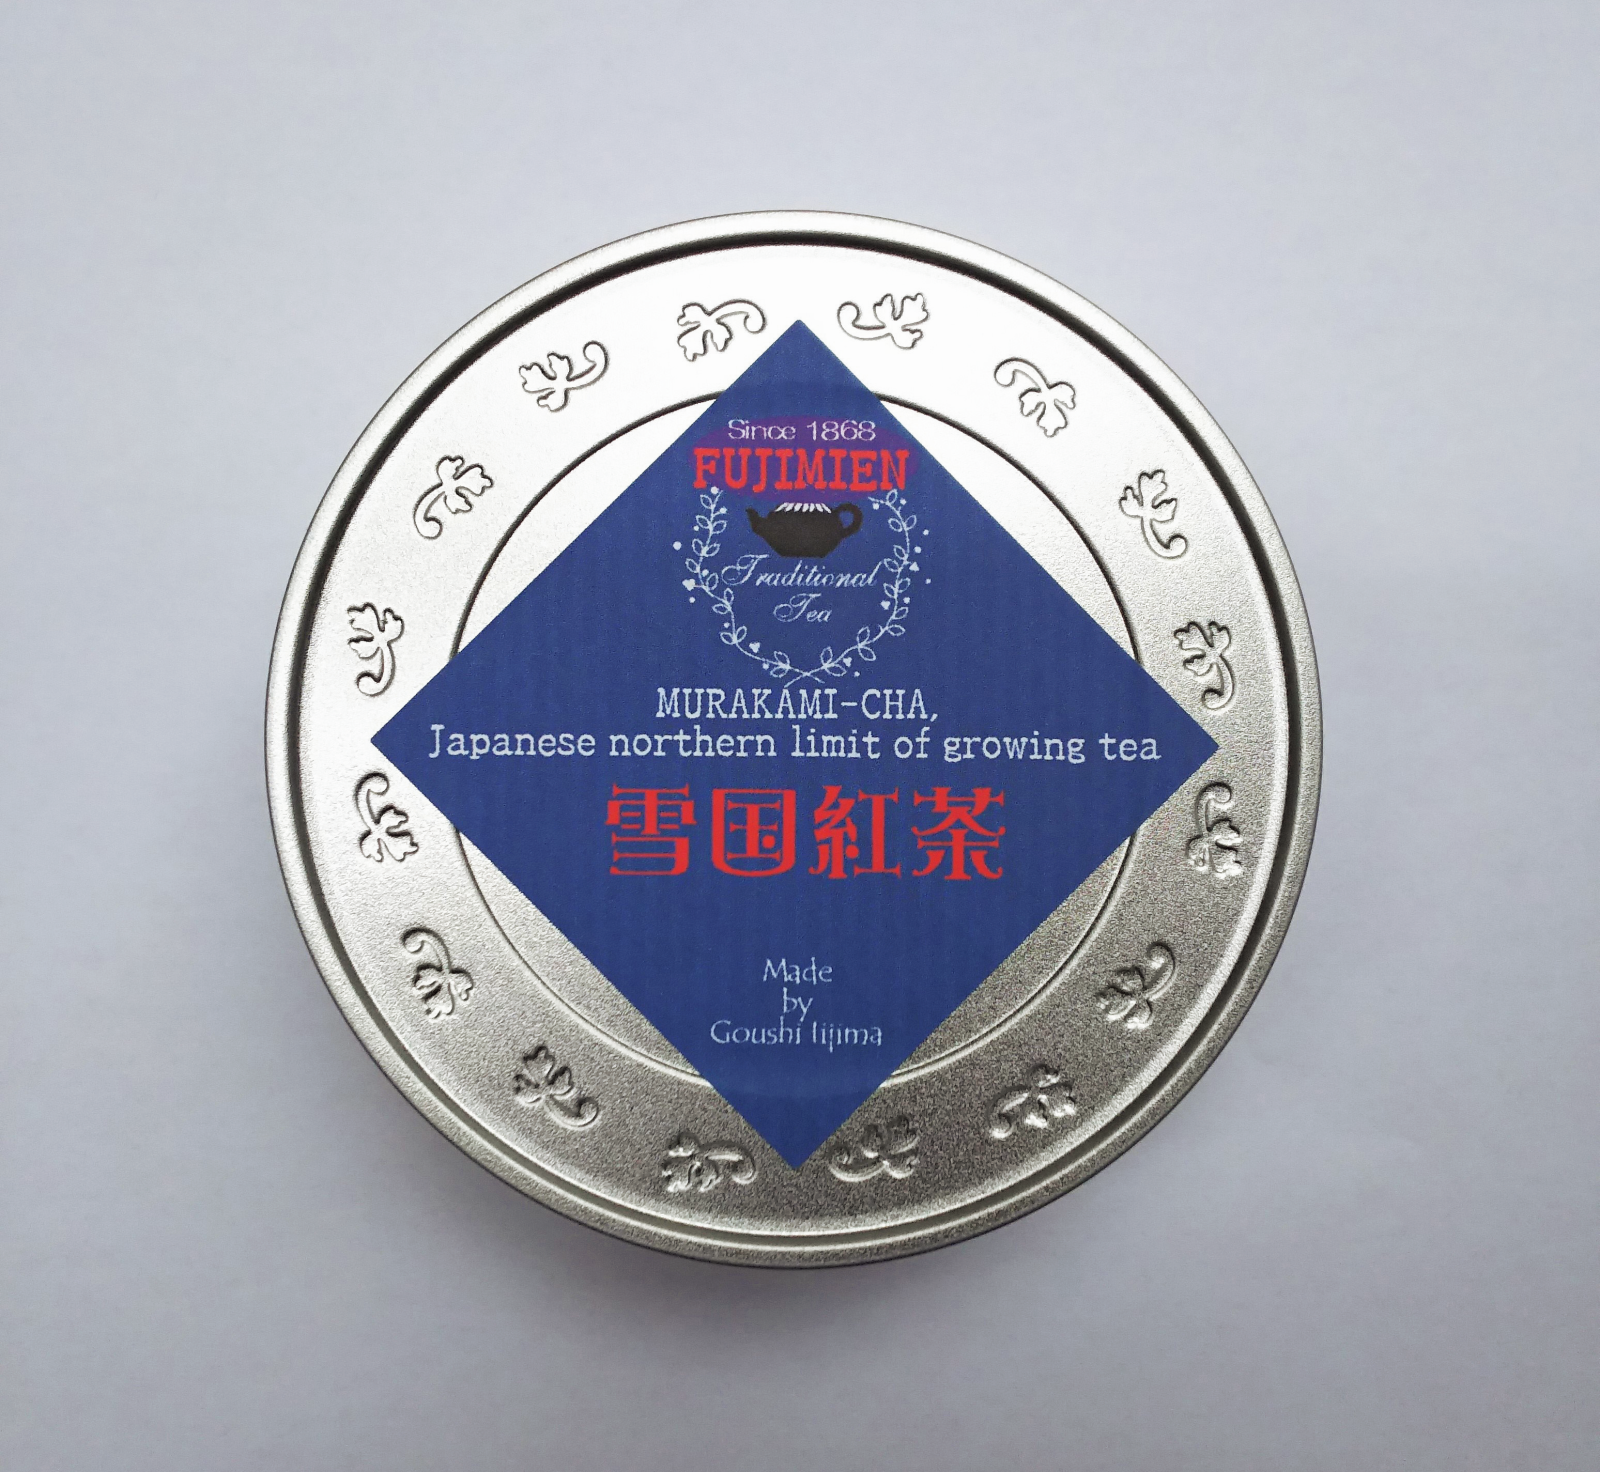 Since 1868
FUJIMIEN
Traditional
Tea
MURAKAMI-CHA,
Japanese northern limit of growing tea
雪国紅茶
Made
by
Goushi Iijima